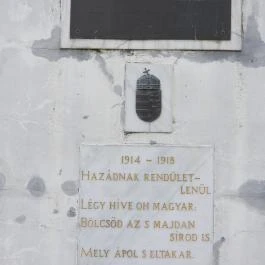 1914 – 1918
HAZÁDNAK RENDÜLET–
LENÜL
LÉGY HÍVE OH MAGYAR.
BÖLCSŐD AZ S MAJDAN
SÍROD IS.
MELY ÁPOL S ELTAKAR.